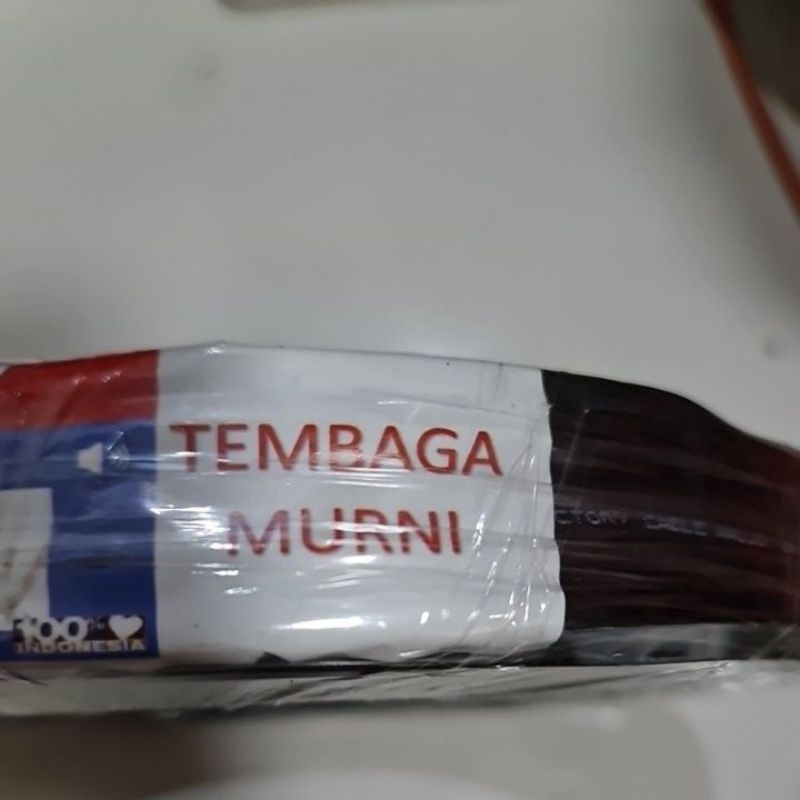 TEMBAGA
MURNI
100%
INDONESIA